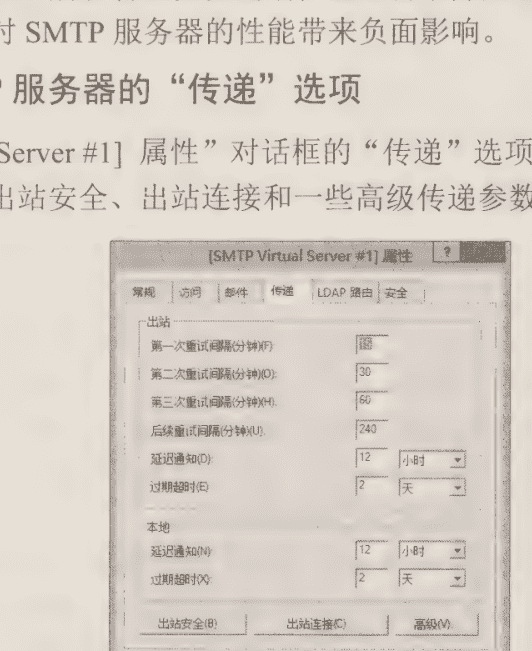 时 SMTP 服务器的性能带来负面影响。
服务器的“传递”选项
Server #1] 属性”对话框的“传递”选项
出站安全、出站连接和一些高级传递参数
[SMTP Virtual Server #1] 属性 ?
常规 访问 邮件 传递 LDAP 路由 安全
出站
第一次重试间隔(分钟)(F):
第二次重试间隔(分钟)(O): 30
第三次重试间隔(分钟)(H): 60
后续重试间隔(分钟)(U): 240
延迟通知(D): 12 小时
过期超时(E) 2 天
本地
延迟通知(N): 12 小时
过期超时(X): 2 天
出站安全(B) 出站连接(C) 高级(V)